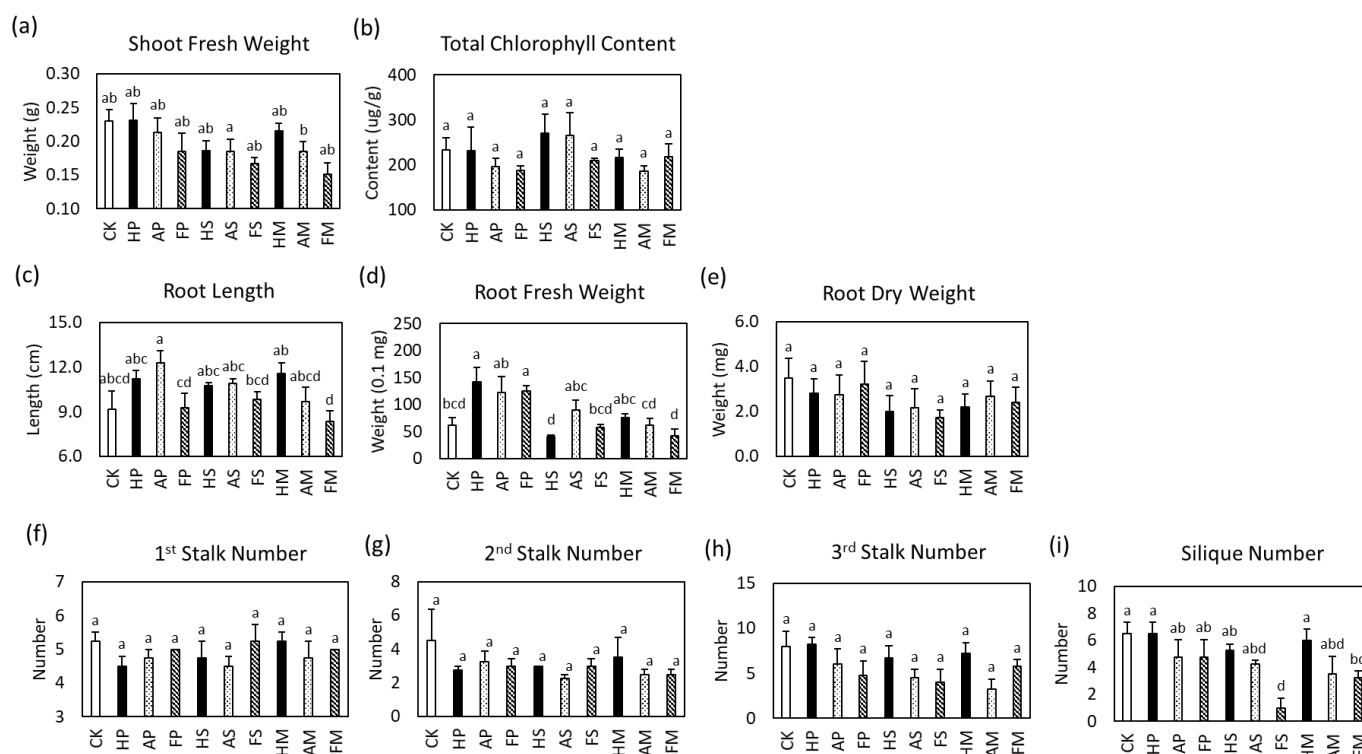 (a) Shoot Fresh Weight
Weight (g)
0.30
0.25
0.20
0.15
0.10
ab ab ab ab ab a ab ab b ab
CK HP AP FP HS AS FS HM AM FM
(b) Total Chlorophyll Content
Content (ug/g)
400
300
200
100
a a a a a a a a a a
CK HP AP FP HS AS FS HM AM FM
(c) Root Length
Length (cm)
15.0
12.0
9.0
6.0
abcd abc a cd abc abc bcd ab abcd d
CK HP AP FP HS AS FS HM AM FM
(d) Root Fresh Weight
Weight (0.1 mg)
250
200
150
100
50
0
bcd a ab a d abc bcd abc cd d
CK HP AP FP HS AS FS HM AM FM
(e) Root Dry Weight
Weight (mg)
6.0
4.0
2.0
0.0
a a a a a a a a a a
CK HP AP FP HS AS FS HM AM FM
(f) 1st Stalk Number
Number
7
6
5
4
3
a a a a a a a a a a
CK HP AP FP HS AS FS HM AM FM
(g) 2nd Stalk Number
Number
8
6
4
2
0
a a a a a a a a a a
CK HP AP FP HS AS FS HM AM FM
(h) 3rd Stalk Number
Number
15
10
5
0
a a a a a a a a a a
CK HP AP FP HS AS FS HM AM FM
(i) Silique Number
Number
10
8
6
4
2
0
a a ab ab ab abd d a abd bd
CK HP AP FP HS AS FS HM AM FM